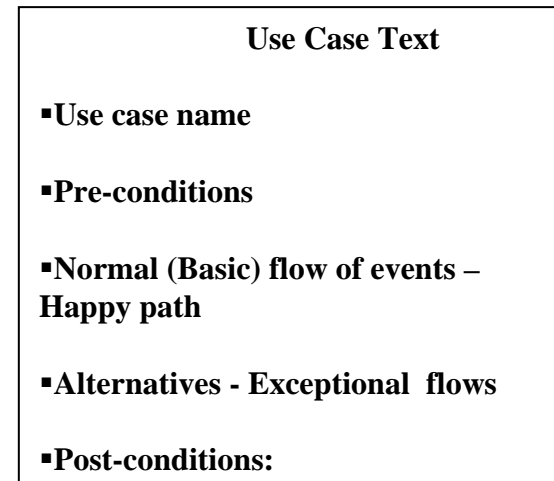 Use Case Text
▪Use case name
▪Pre-conditions
▪Normal (Basic) flow of events –
Happy path
▪Alternatives - Exceptional flows
▪Post-conditions: